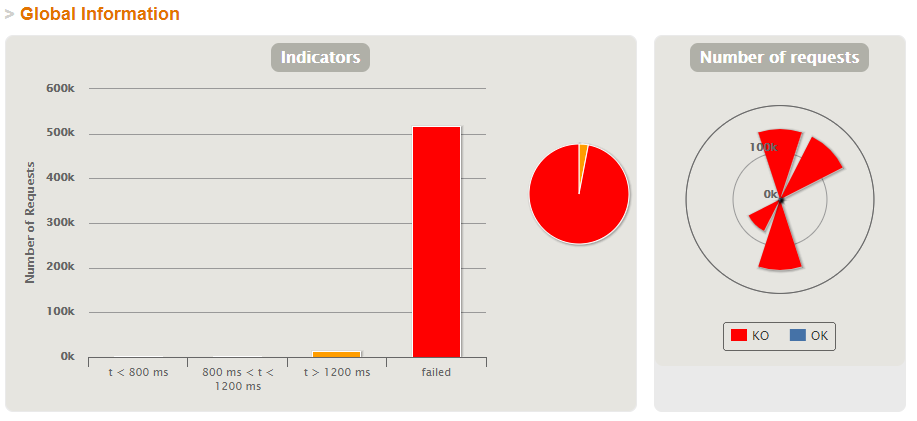 > Global Information
Indicators
Number of Requests
600k
500k
400k
300k
200k
100k
0k
t < 800 ms
800 ms < t <
1200 ms
t > 1200 ms
failed
Number of requests
100k
0k
KO
OK